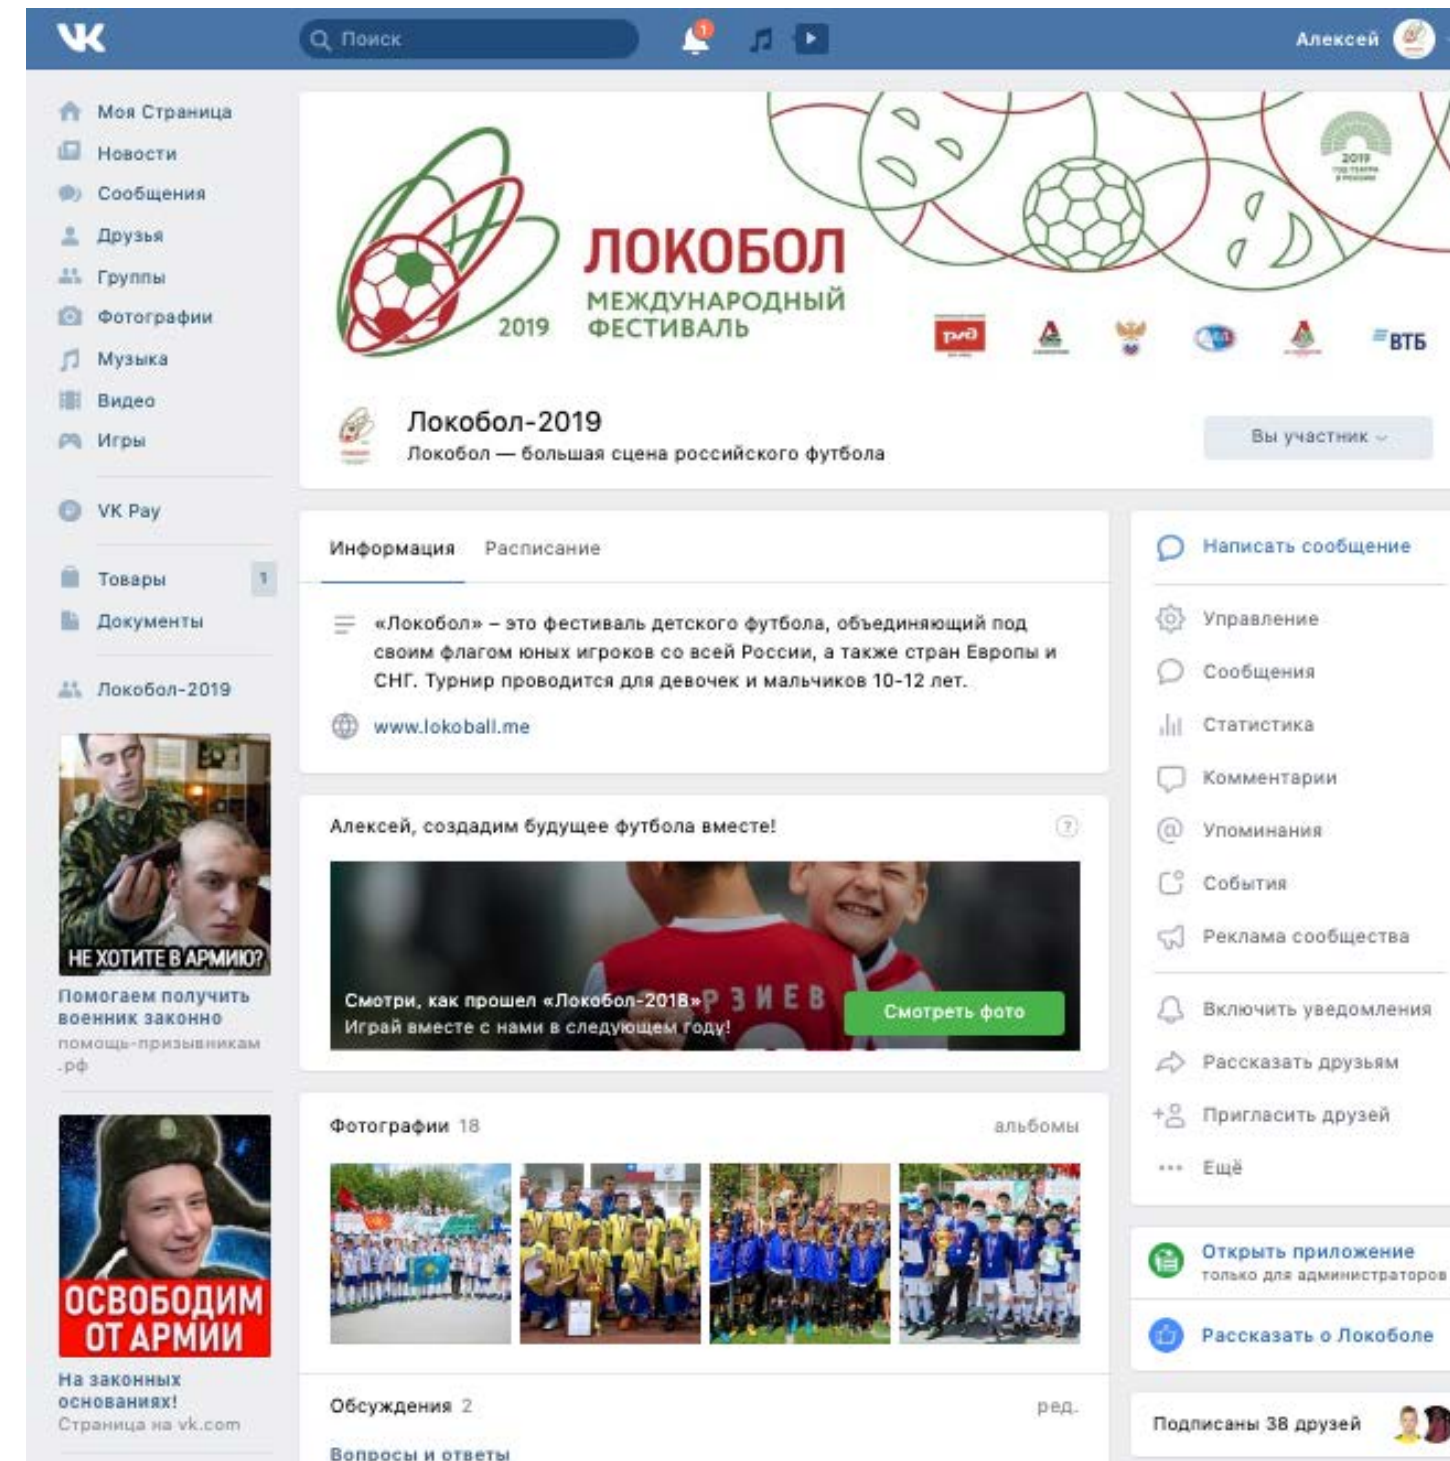 Поиск
1
Алексей
Моя Страница
Новости
Сообщения
Друзья
Группы
Фотографии
Музыка
Видео
Игры
VK Pay
Товары 1
Документы
Локобол-2019
НЕ ХОТИТЕ В АРМИЮ?
Помогаем получить
военник законно
помощь-призывникам
.рф
ОСВОБОДИМ
ОТ АРМИИ
На законных
основаниях!
Страница на vk.com
ЛОКОБОЛ
МЕЖДУНАРОДНЫЙ
2019 ФЕСТИВАЛЬ
2019
ГОД ТЕАТРА
В РОССИИ
ржд
ВТБ
Локобол-2019
Локобол — большая сцена российского футбола
Вы участник
Информация Расписание
«Локобол» – это фестиваль детского футбола, объединяющий под
своим флагом юных игроков со всей России, а также стран Европы и
СНГ. Турнир проводится для девочек и мальчиков 10-12 лет.
www.lokoball.me
Алексей, создадим будущее футбола вместе!
Смотри, как прошел «Локобол-2018»
Играй вместе с нами в следующем году!
РЗИЕВ
Смотреть фото
Фотографии 18 альбомы
Обсуждения 2 ред.
Вопросы и ответы
Написать сообщение
Управление
Сообщения
Статистика
Комментарии
Упоминания
События
Реклама сообщества
Включить уведомления
Рассказать друзьям
Пригласить друзей
Ещё
Открыть приложение
только для администраторов
Рассказать о Локоболе
Подписаны 38 друзей